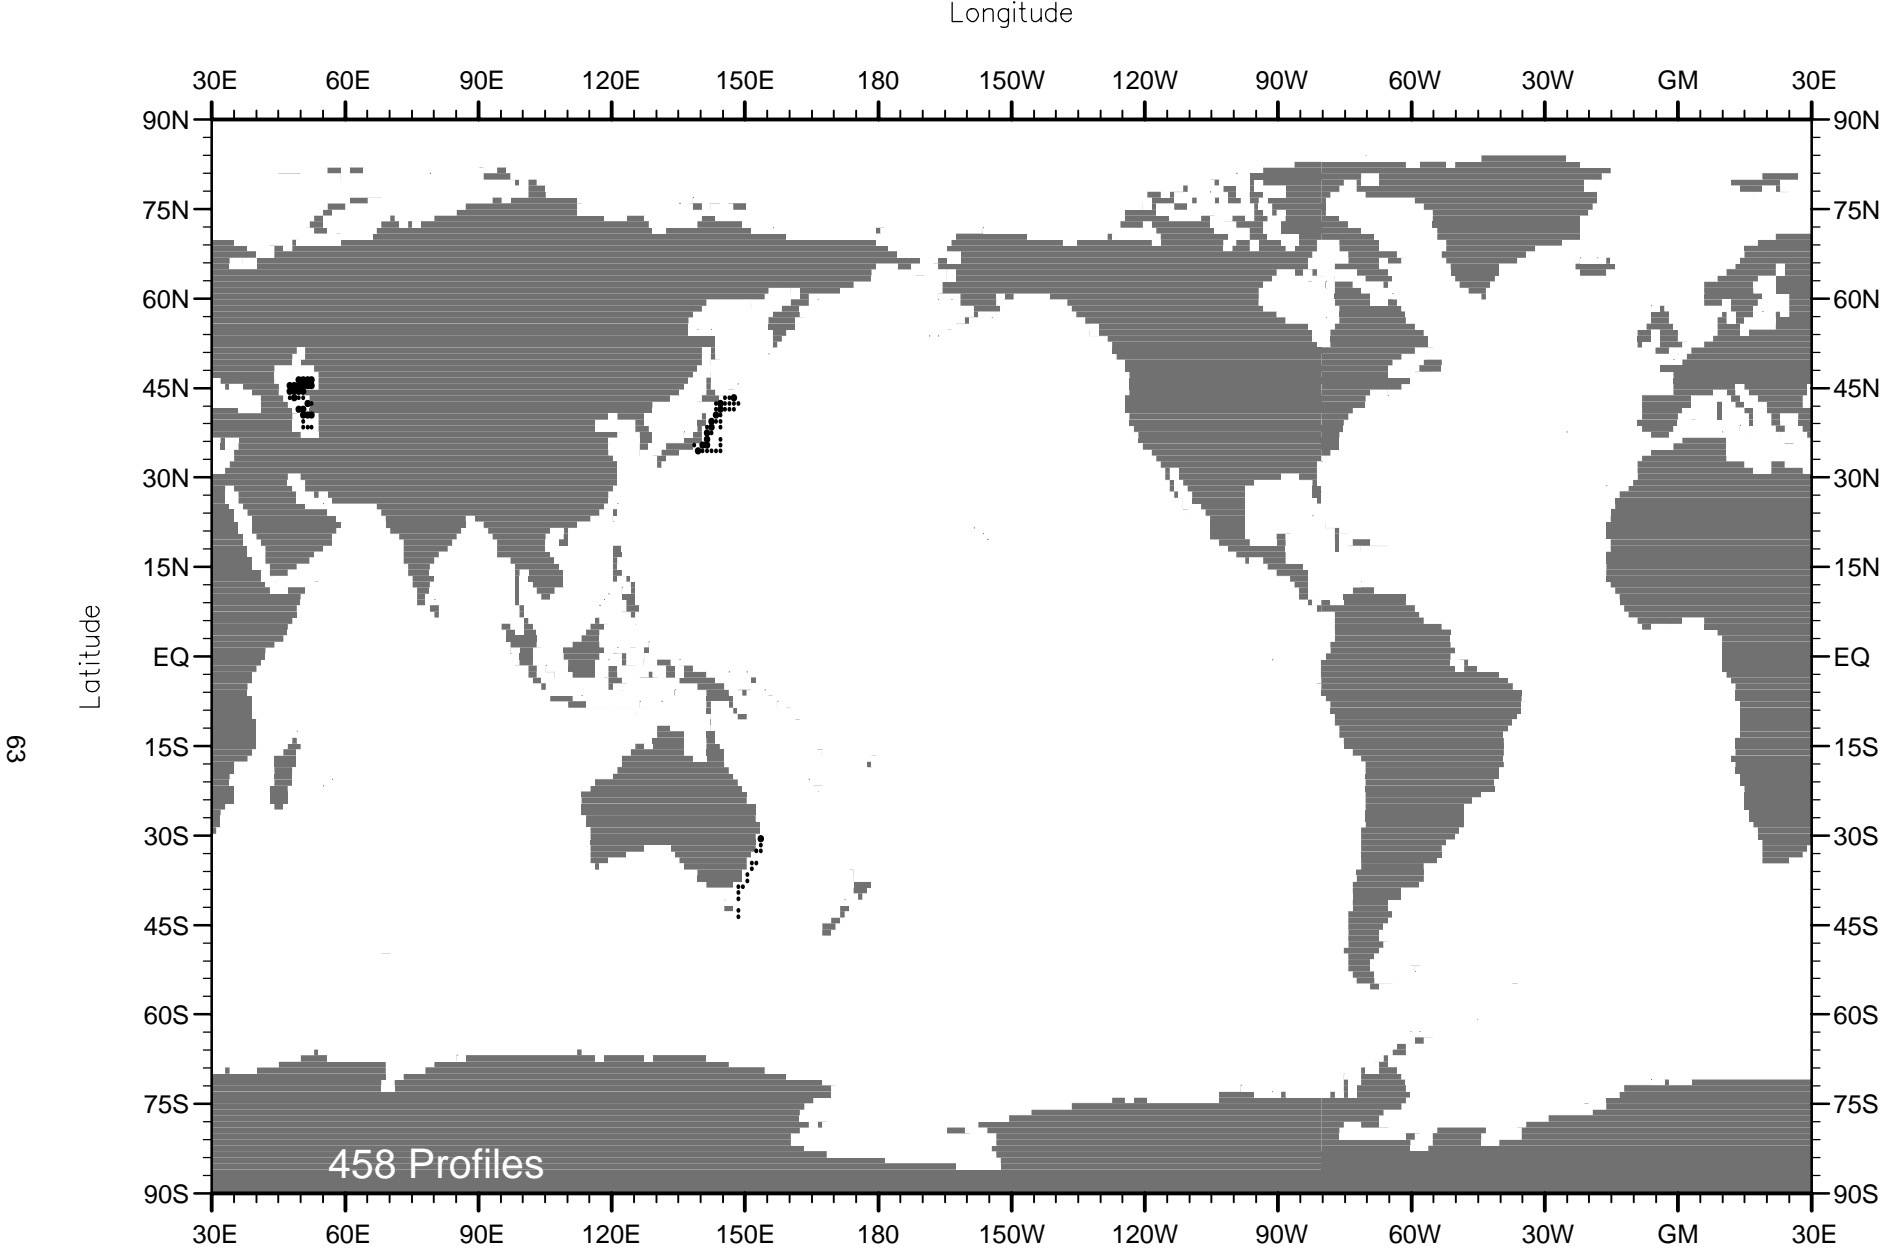 Longitude
30E 60E 90E 120E 150E 180 150W 120W 90W 60W 30W GM 30E
90N 90N
75N 75N
60N 60N
45N 45N
30N 30N
15N 15N
Latitude
EQ EQ
63
15S 15S
30S 30S
45S 45S
60S 60S
75S 75S
458 Profiles
90S 90S
30E 60E 90E 120E 150E 180 150W 120W 90W 60W 30W GM 30E